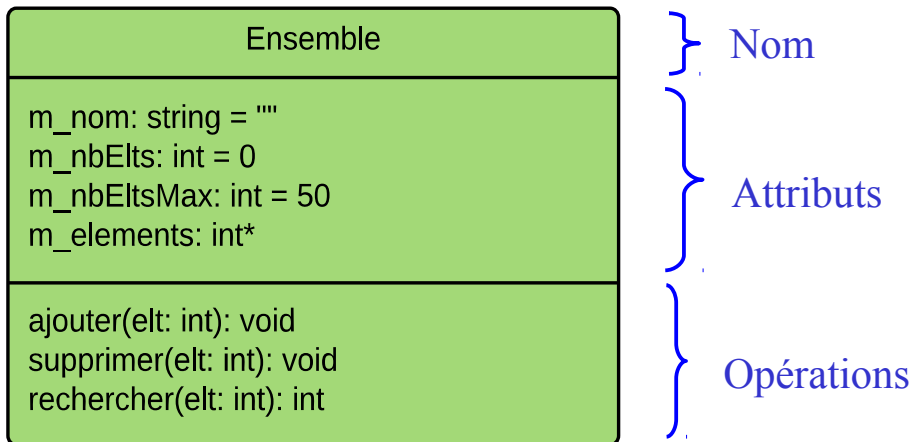 Ensemble
Nom
m_nom: string = ""
m_nbElts: int = 0
m_nbEltsMax: int = 50
m_elements: int*
Attributs
ajouter(elt: int): void
supprimer(elt: int): void
rechercher(elt: int): int
Opérations